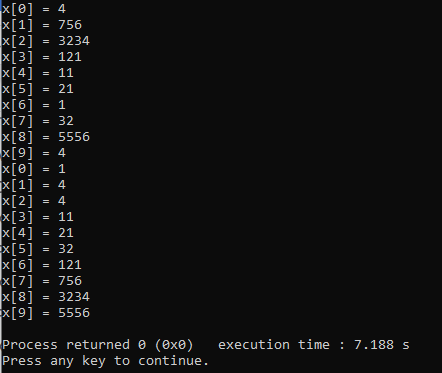 x[0] = 4
x[1] = 756
x[2] = 3234
x[3] = 121
x[4] = 11
x[5] = 21
x[6] = 1
x[7] = 32
x[8] = 5556
x[9] = 4
x[0] = 1
x[1] = 4
x[2] = 4
x[3] = 11
x[4] = 21
x[5] = 32
x[6] = 121
x[7] = 756
x[8] = 3234
x[9] = 5556

Process returned 0 (0x0)   execution time : 7.188 s
Press any key to continue.